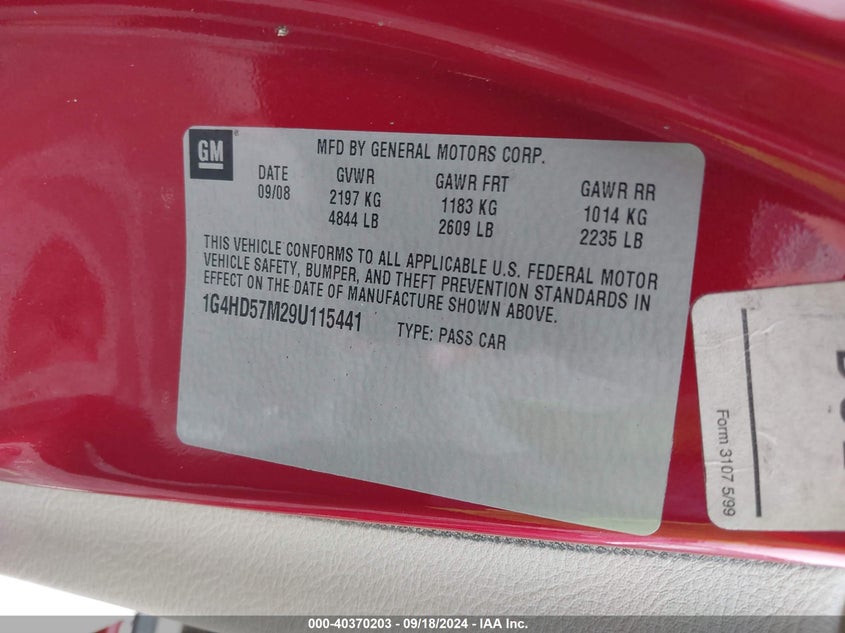 GM
MFD BY GENERAL MOTORS CORP.
DATE GVWR GAWR FRT GAWR RR
09/08 2197 KG 1183 KG 1014 KG
4844 LB 2609 LB 2235 LB
THIS VEHICLE CONFORMS TO ALL APPLICABLE U.S. FEDERAL MOTOR
VEHICLE SAFETY, BUMPER, AND THEFT PREVENTION STANDARDS IN
EFFECT ON THE DATE OF MANUFACTURE SHOWN ABOVE.
1G4HD57M29U115441 TYPE: PASS CAR
Form 3107 5/99
000-40370203 - 09/18/2024 - IAA Inc.